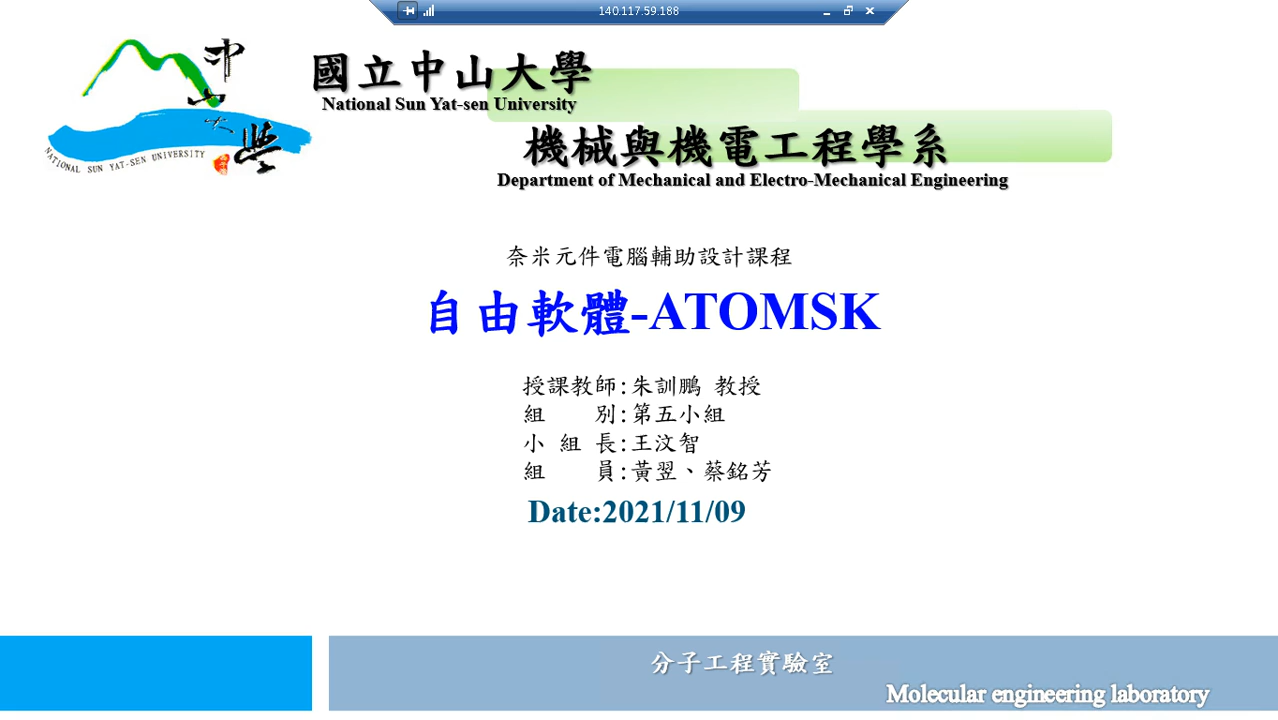 140.117.59.188
中山大學
NATIONAL SUN YAT-SEN UNIVERSITY
國立中山大學
National Sun Yat-sen University
機械與機電工程學系
Department of Mechanical and Electro-Mechanical Engineering
奈米元件電腦輔助設計課程
自由軟體-ATOMSK
授課教師:朱訓鵬 教授
組 別:第五小組
小 組 長:王汶智
組 員:黃翌、蔡銘芳
Date:2021/11/09
分子工程實驗室
Molecular engineering laboratory